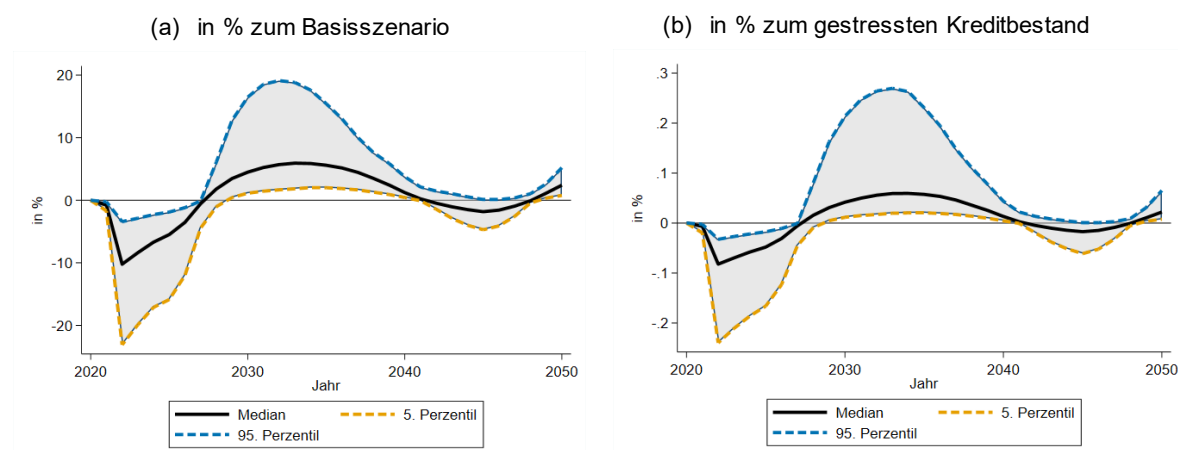 (a) in % zum Basisszenario
in %
20
10
0
-10
-20
2020
2030
2040
2050
Jahr
Median
5. Perzentil
95. Perzentil
(b) in % zum gestressten Kreditbestand
in %
.3
.2
.1
0
-.1
-.2
2020
2030
2040
2050
Jahr
Median
5. Perzentil
95. Perzentil